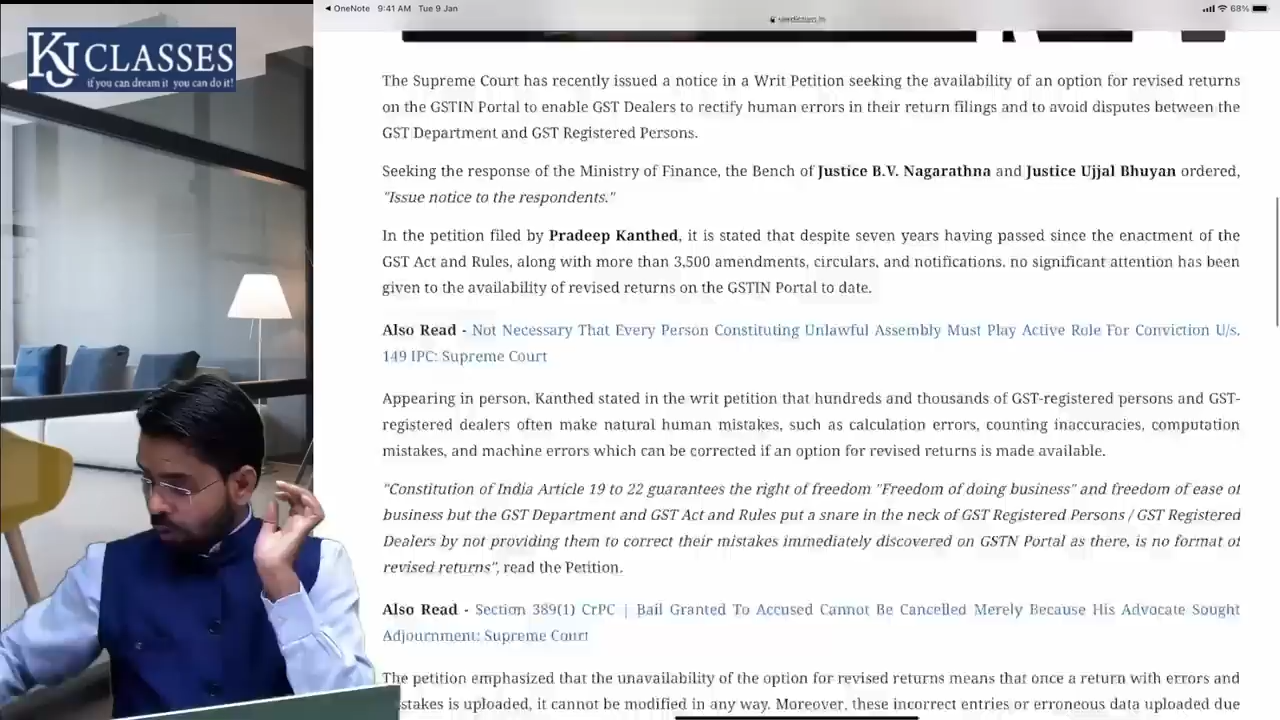 OneNote 9:41 AM Tue 9 Jan
68%
KJ CLASSES
if you can dream it you can do it!
The Supreme Court has recently issued a notice in a Writ Petition seeking the availability of an option for revised returns
on the GSTIN Portal to enable GST Dealers to rectify human errors in their return filings and to avoid disputes between the
GST Department and GST Registered Persons.
Seeking the response of the Ministry of Finance, the Bench of Justice B.V. Nagarathna and Justice Ujjal Bhuyan ordered,
"Issue notice to the respondents."
In the petition filed by Pradeep Kanthed, it is stated that despite seven years having passed since the enactment of the
GST Act and Rules, along with more than 3,500 amendments, circulars, and notifications, no significant attention has been
given to the availability of revised returns on the GSTIN Portal to date.
Also Read - Not Necessary That Every Person Constituting Unlawful Assembly Must Play Active Role For Conviction U/s.
149 IPC: Supreme Court
Appearing in person, Kanthed stated in the writ petition that hundreds and thousands of GST-registered persons and GST-
registered dealers often make natural human mistakes, such as calculation errors, counting inaccuracies, computation
mistakes, and machine errors which can be corrected if an option for revised returns is made available.
"Constitution of India Article 19 to 22 guarantees the right of freedom "Freedom of doing business" and freedom of ease of
business but the GST Department and GST Act and Rules put a snare in the neck of GST Registered Persons / GST Registered
Dealers by not providing them to correct their mistakes immediately discovered on GSTN Portal as there, is no format of
revised returns", read the Petition.
Also Read - Section 389(1) CrPC | Bail Granted To Accused Cannot Be Cancelled Merely Because His Advocate Sought
Adjournment: Supreme Court
The petition emphasized that the unavailability of the option for revised returns means that once a return with errors and
stakes is uploaded, it cannot be modified in any way. Moreover, these incorrect entries or erroneous data uploaded due